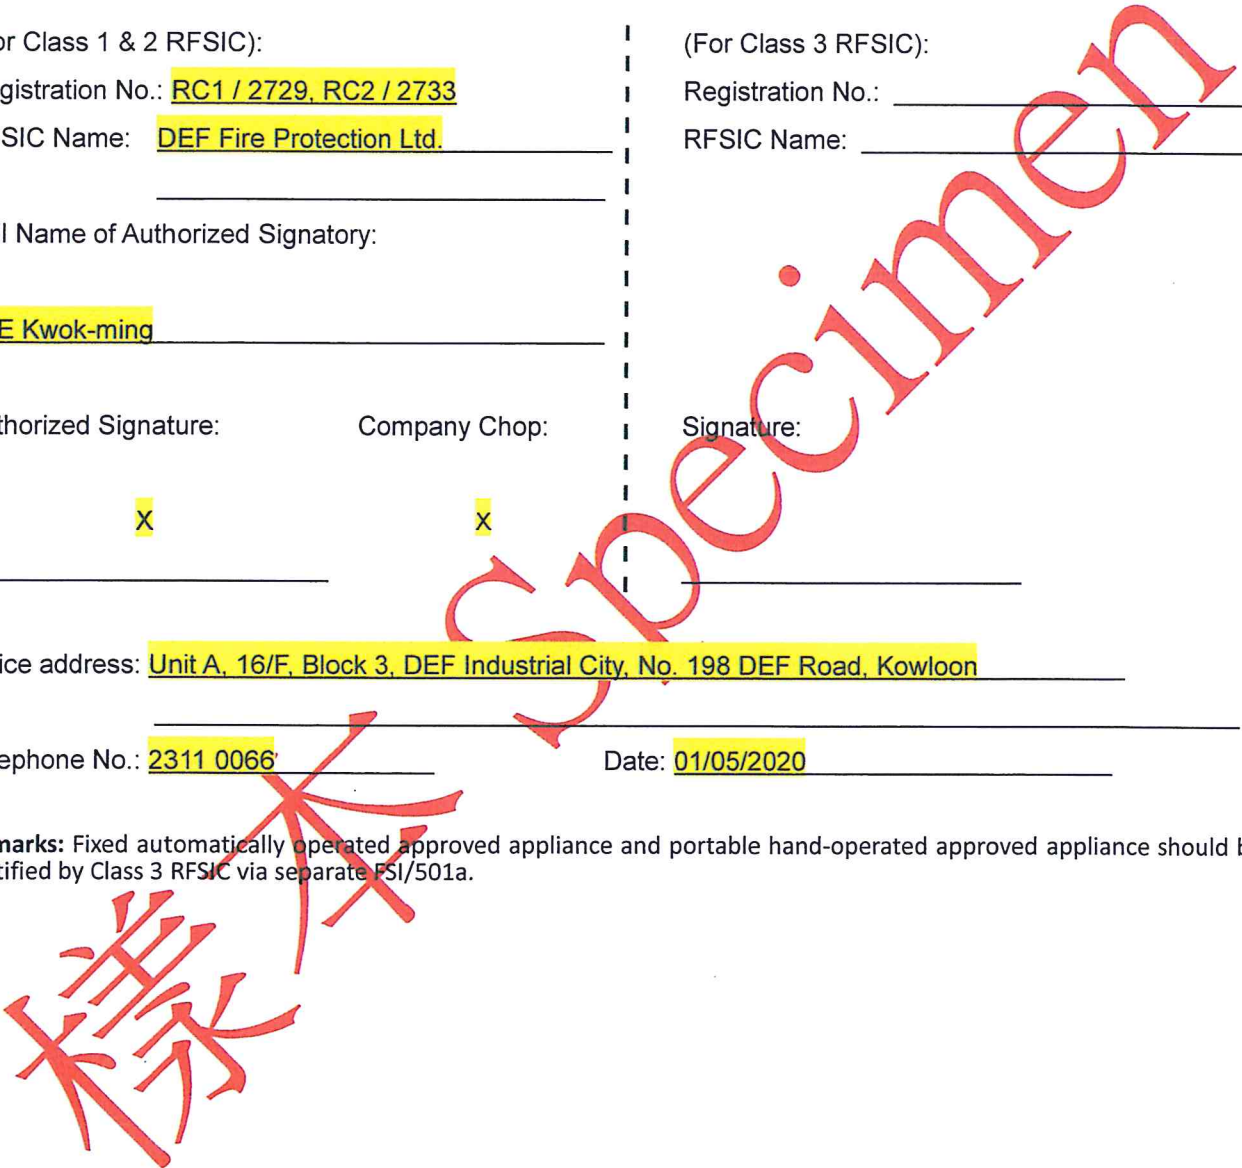 or Class 1 & 2 RFSIC):
gistration No.: RC1 / 2729, RC2 / 2733
SIC Name: DEF Fire Protection Ltd.
l Name of Authorized Signatory:
E Kwok-ming
thorized Signature: Company Chop:
X X
(For Class 3 RFSIC):
Registration No.:
RFSIC Name:
Signature:
ice address: Unit A, 16/F, Block 3, DEF Industrial City, No. 198 DEF Road, Kowloon
ephone No.: 2311 0066 Date: 01/05/2020
marks: Fixed automatically operated approved appliance and portable hand-operated approved appliance should b
tified by Class 3 RFSIC via separate FSI/501a.
樣本 Specimen